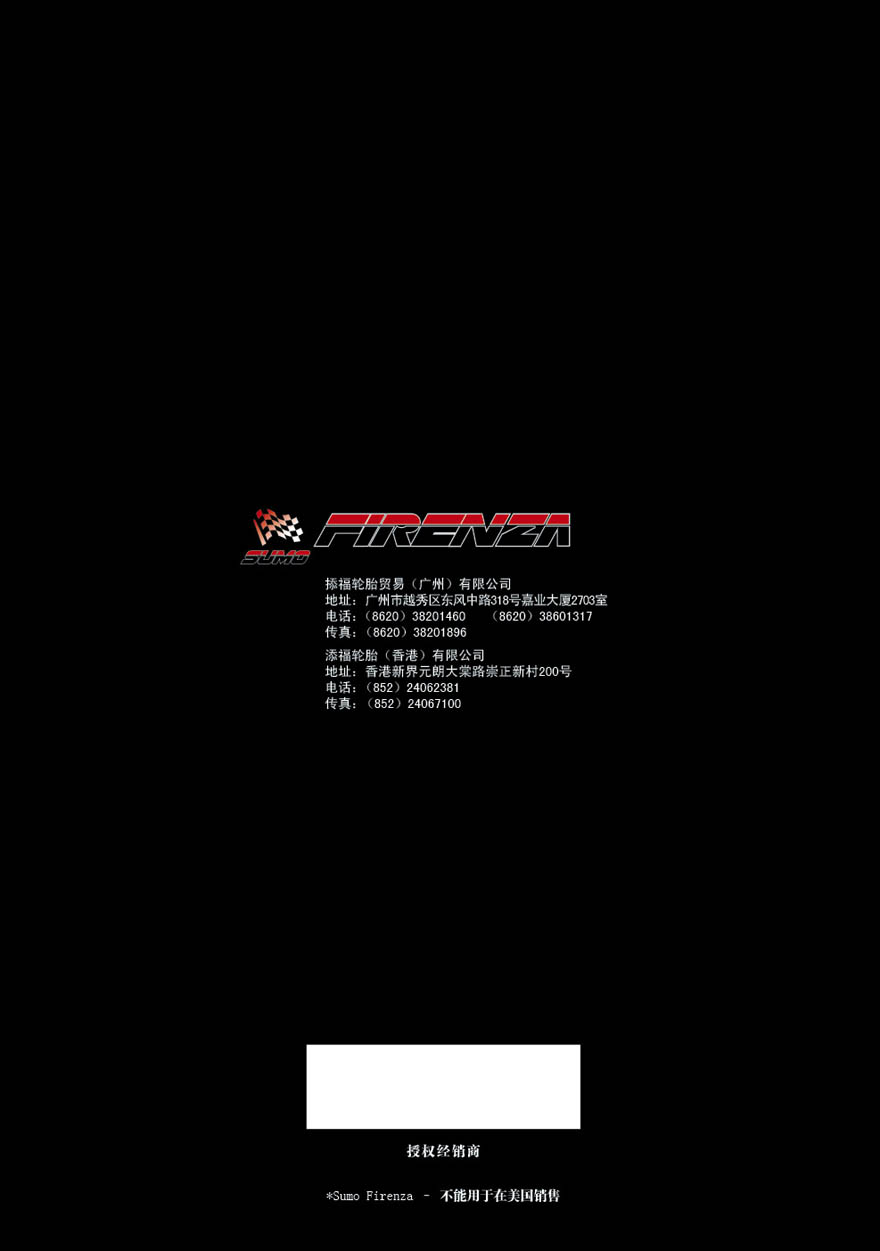 SUMO
FIRENZA
添福轮胎贸易（广州）有限公司
地址：广州市越秀区东风中路318号嘉业大厦2703室
电话：（8620）38201460 （8620）38601317
传真：（8620）38201896
添福轮胎（香港）有限公司
地址：香港新界元朗大棠路崇正新村200号
电话：（852）24062381
传真：（852）24067100
授权经销商
*Sumo Firenza - 不能用于在美国销售